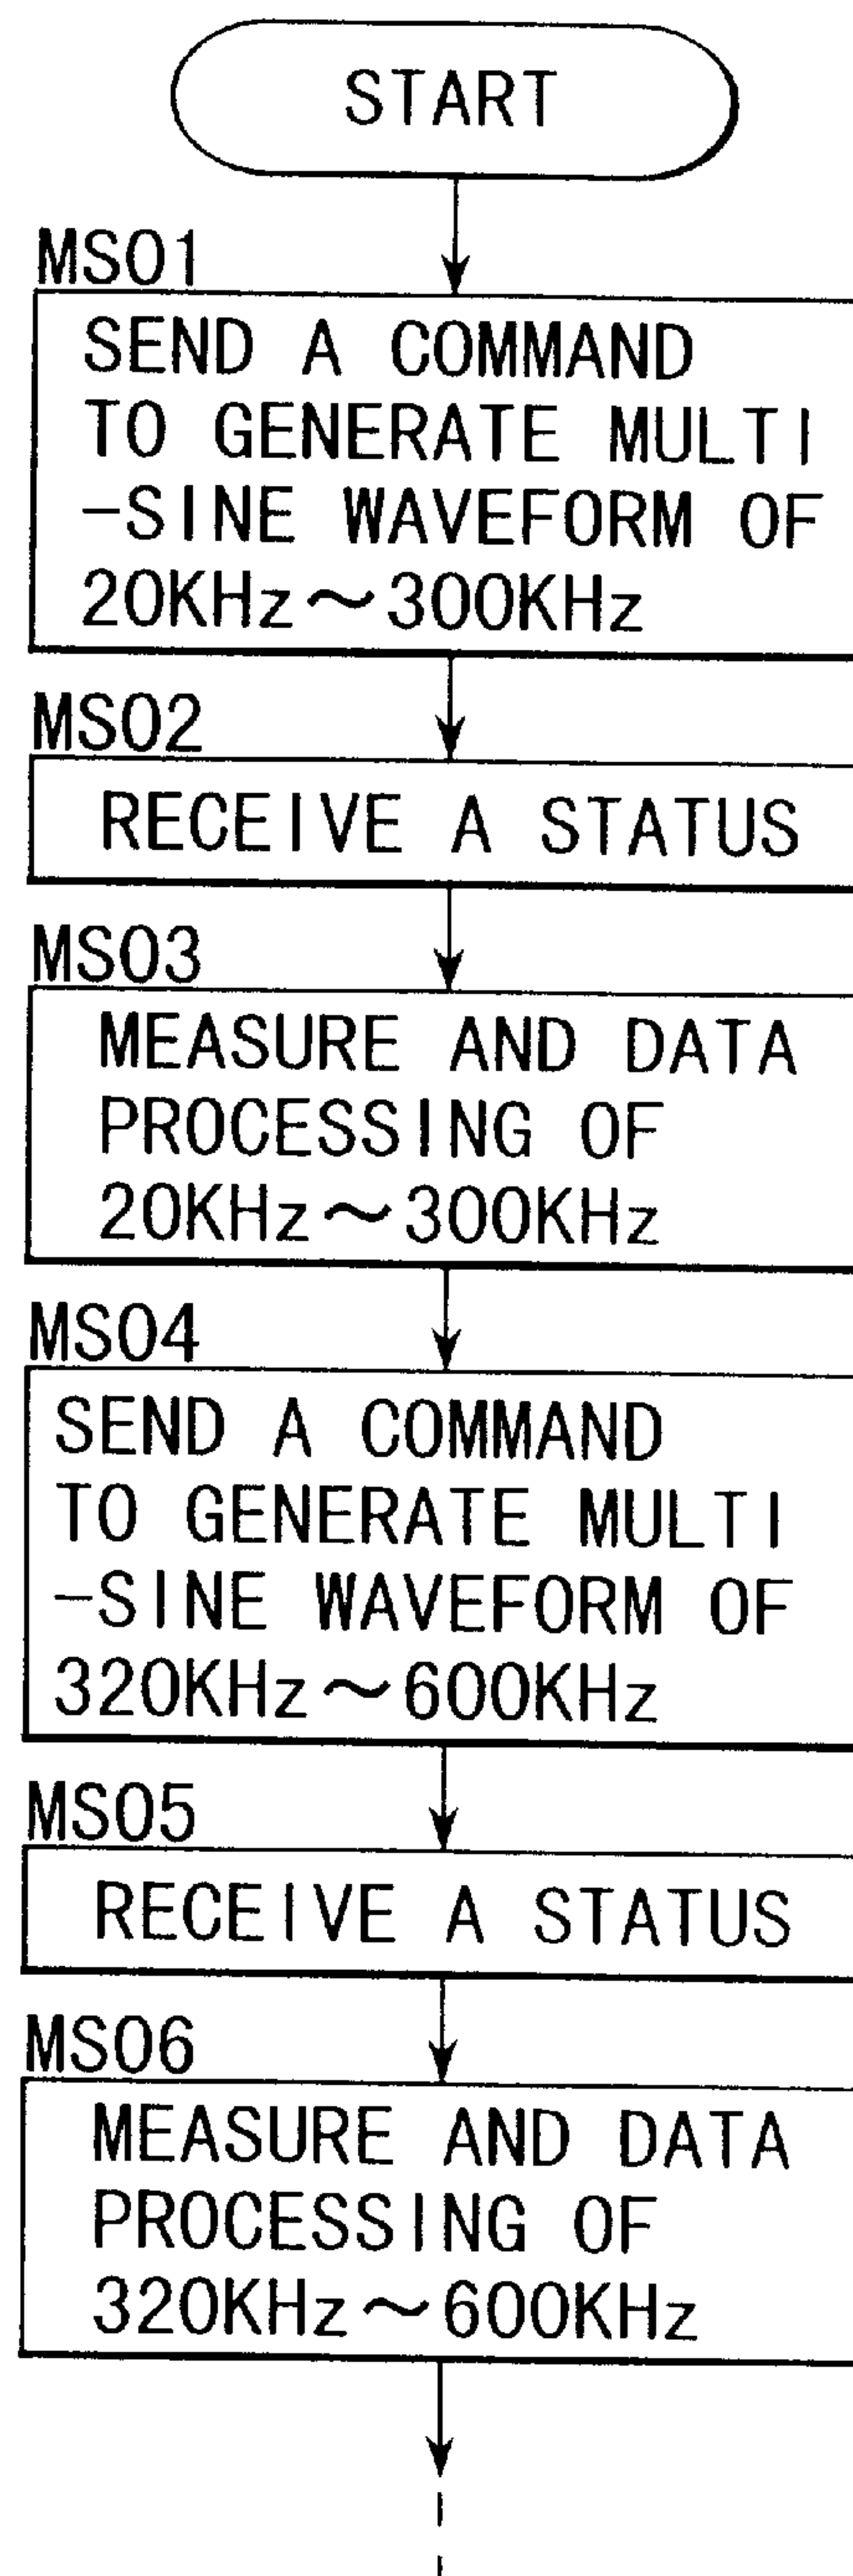 START
MS01
SEND A COMMAND
TO GENERATE MULTI
-SINE WAVEFORM OF
20KHz～300KHz
MS02
RECEIVE A STATUS
MS03
MEASURE AND DATA
PROCESSING OF
20KHz～300KHz
MS04
SEND A COMMAND
TO GENERATE MULTI
-SINE WAVEFORM OF
320KHz～600KHz
MS05
RECEIVE A STATUS
MS06
MEASURE AND DATA
PROCESSING OF
320KHz～600KHz